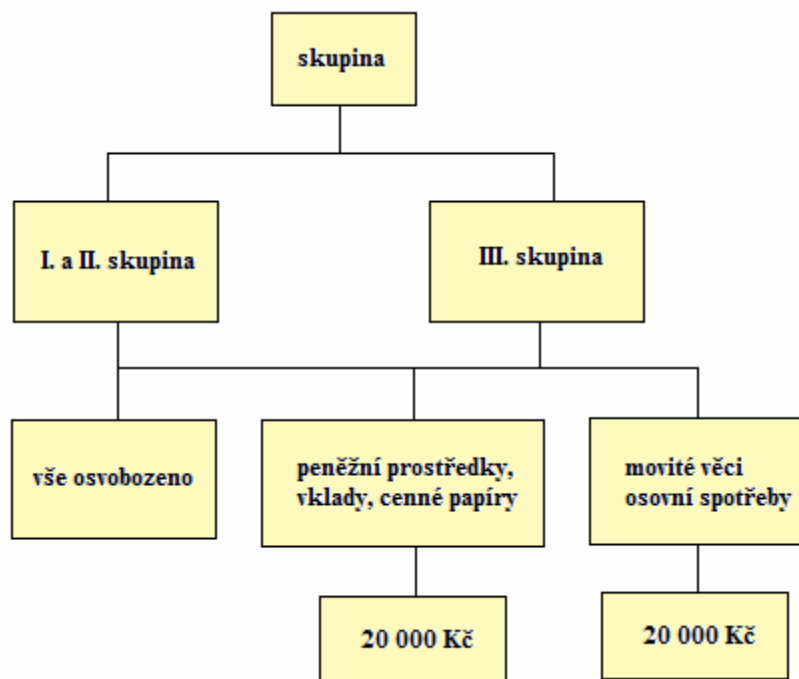 skupina
I. a II. skupina
III. skupina
vše osvobozeno
peněžní prostředky,
vklady, cenné papíry
movité věci
osovní spotřeby
20 000 Kč
20 000 Kč